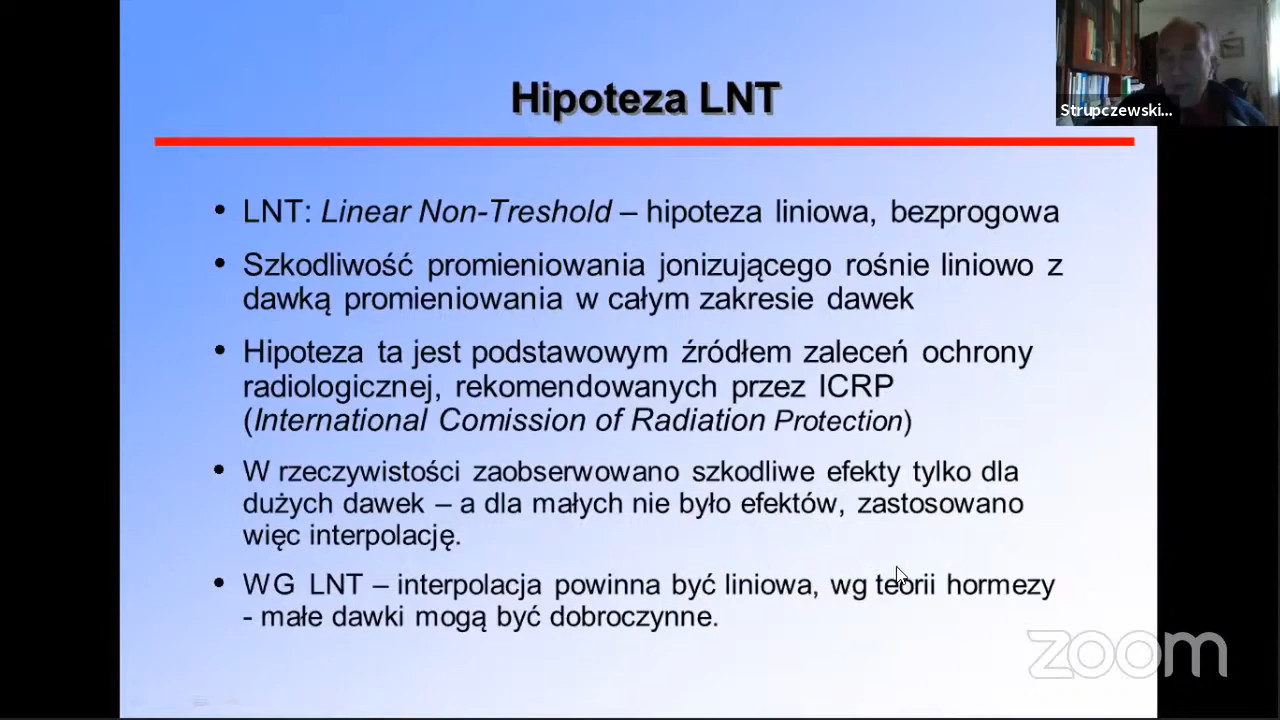 Hipoteza LNT
Strupczewski...
• LNT: Linear Non-Treshold – hipoteza liniowa, bezprogowa
• Szkodliwość promieniowania jonizującego rośnie liniowo z
dawką promieniowania w całym zakresie dawek
• Hipoteza ta jest podstawowym źródłem zaleceń ochrony
radiologicznej, rekomendowanych przez ICRP
(International Comission of Radiation Protection)
• W rzeczywistości zaobserwowano szkodliwe efekty tylko dla
dużych dawek – a dla małych nie było efektów, zastosowano
więc interpolację.
• WG LNT – interpolacja powinna być liniowa, wg teorii hormezy
- małe dawki mogą być dobroczynne.
zoom